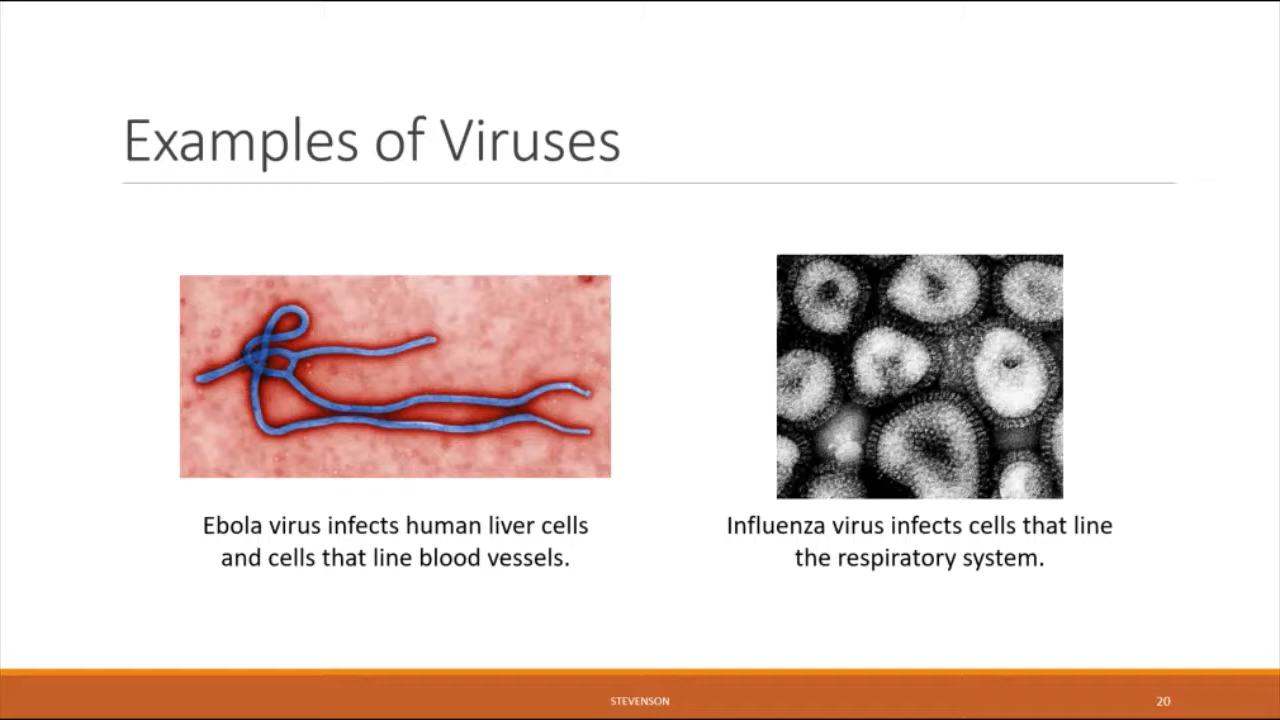 Examples of Viruses
Ebola virus infects human liver cells
and cells that line blood vessels.
Influenza virus infects cells that line
the respiratory system.
STEVENSON
20